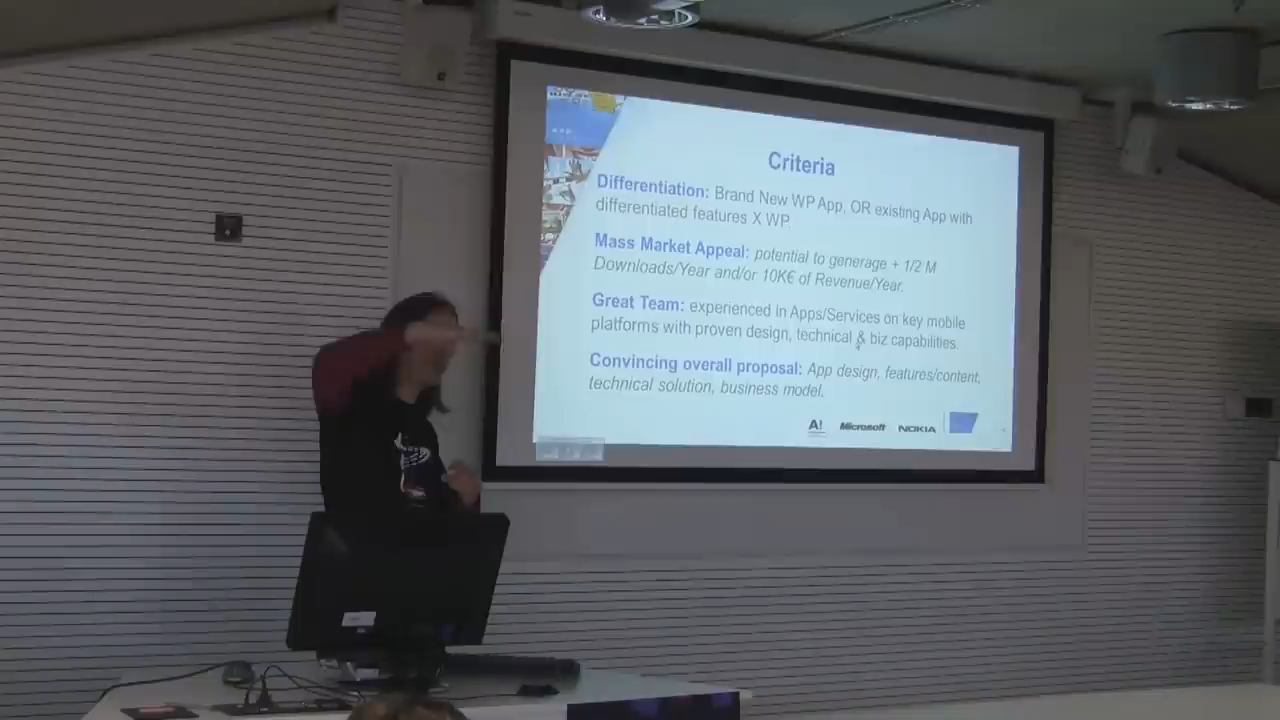 Criteria
Differentiation: Brand New WP App, OR existing App with
differentiated features X WP.
Mass Market Appeal: potential to generage + 1/2 M
Downloads/Year and/or 10K€ of Revenue/Year.
Great Team: experienced in Apps/Services on key mobile
platforms with proven design, technical & biz capabilities.
Convincing overall proposal: App design, features/content,
technical solution, business model.
A! Microsoft NOKIA